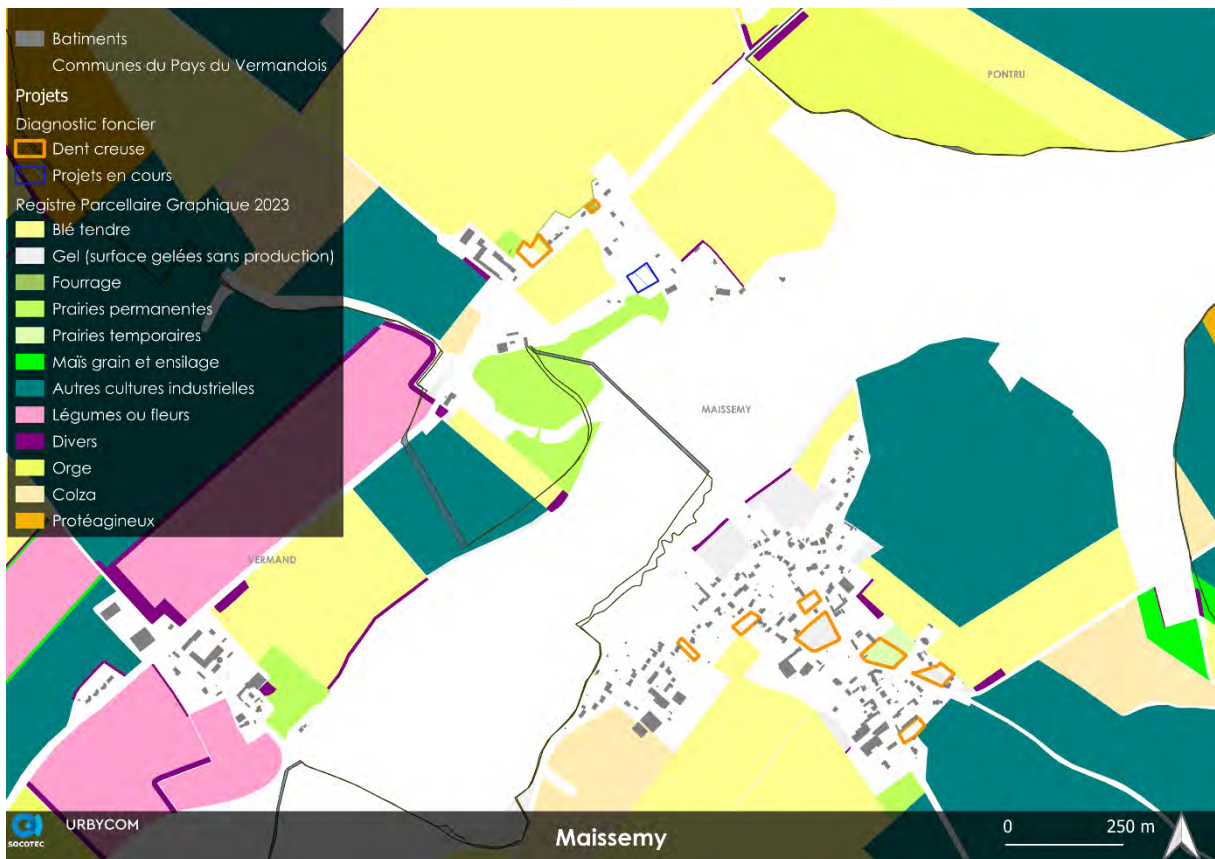 Batiments
Communes du Pays du Vermandois
Projets
Diagnostic foncier
Dent creuse
Projets en cours
Registre Parcellaire Graphique 2023
Blé tendre
Gel (surface gelées sans production)
Fourrage
Prairies permanentes
Prairies temporaires
Maïs grain et ensilage
Autres cultures industrielles
Légumes ou fleurs
Divers
Orge
Colza
Protéagineux
PONTRU
MAISSEMY
VERMAND
SOCOTEC
URBYCOM
Maissemy
0 250 m